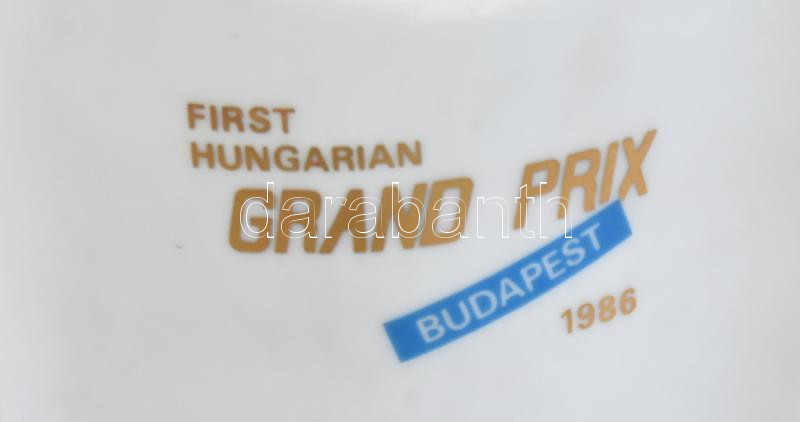 FIRST
HUNGARIAN
GRAND PRIX
darabanth
BUDAPEST
1986